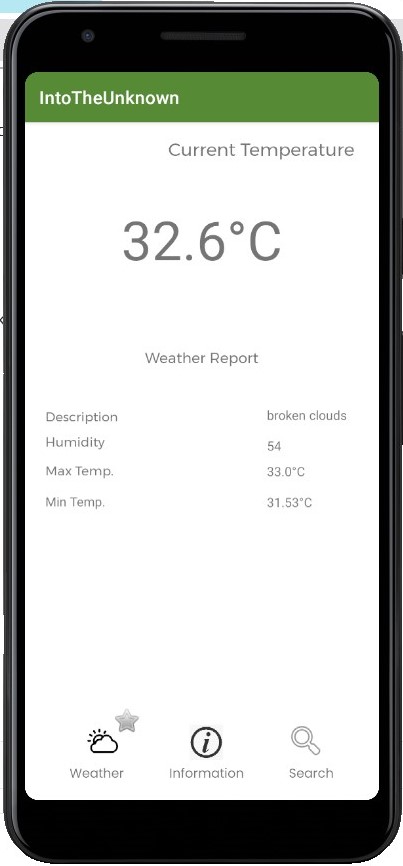 IntoTheUnknown
Current Temperature
32.6°C
Weather Report
Description broken clouds
Humidity 54
Max Temp. 33.0°C
Min Temp. 31.53°C
Weather Information Search